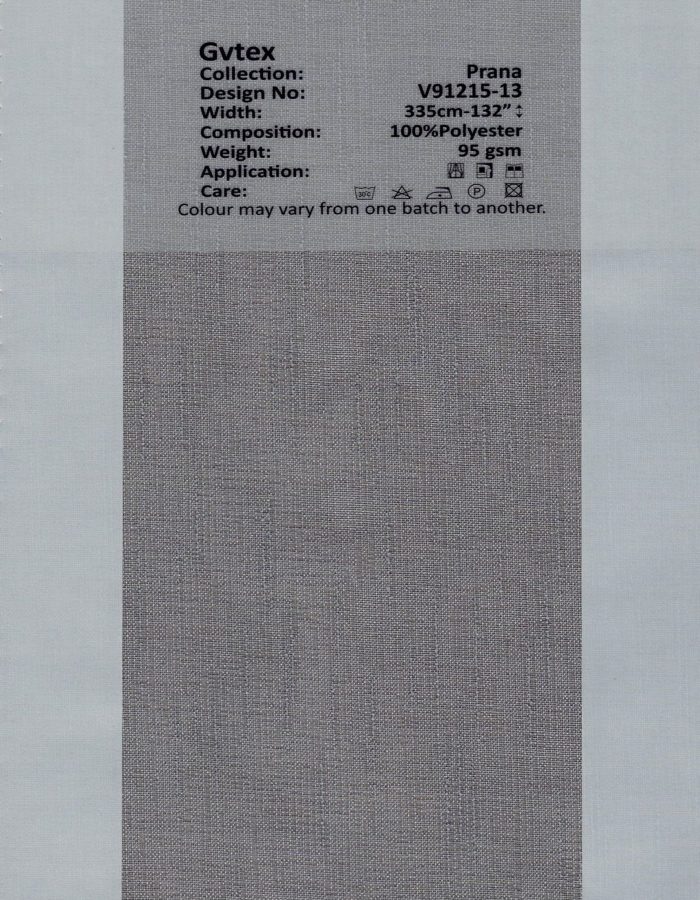 Gvtex
Collection: Prana
Design No: V91215-13
Width: 335cm-132”
Composition: 100%Polyester
Weight: 95 gsm
Application:
Care: 30°C P
Colour may vary from one batch to another.